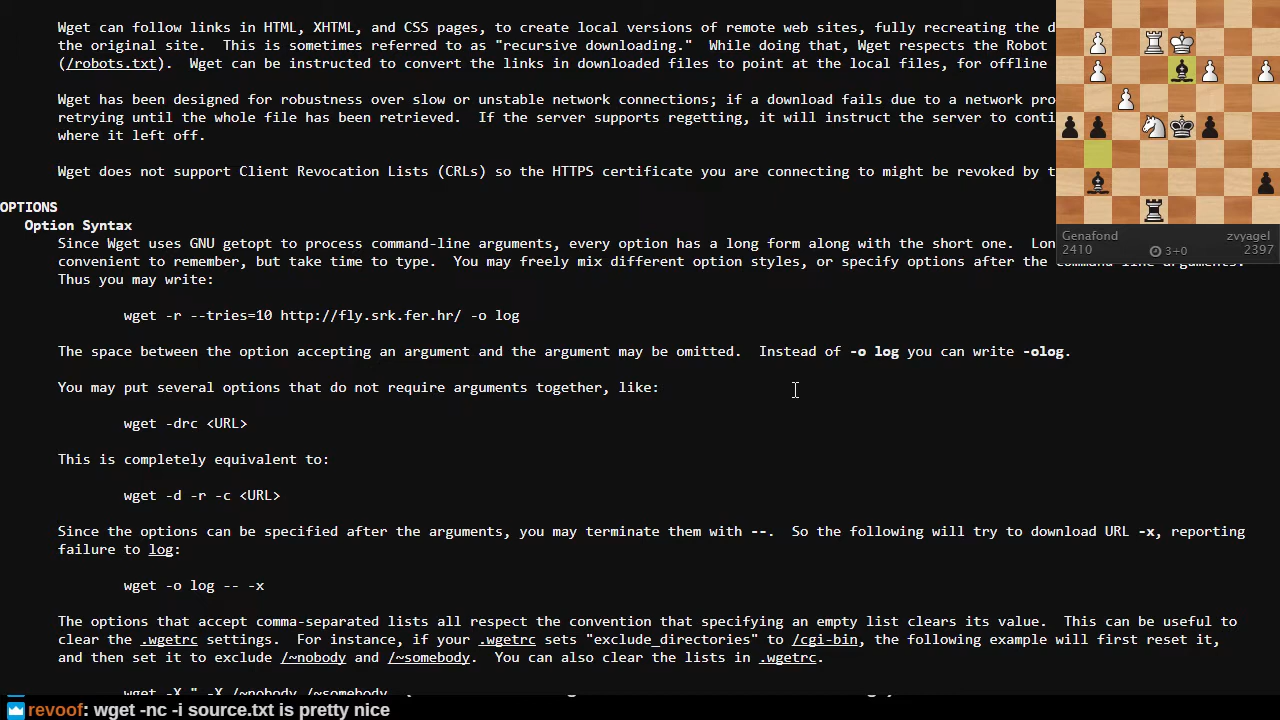 Wget can follow links in HTML, XHTML, and CSS pages, to create local versions of remote web sites, fully recreating the d
the original site.  This is sometimes referred to as "recursive downloading."  While doing that, Wget respects the Robot
(/robots.txt).  Wget can be instructed to convert the links in downloaded files to point at the local files, for offline
Wget has been designed for robustness over slow or unstable network connections; if a download fails due to a network pro
retrying until the whole file has been retrieved.  If the server supports regetting, it will instruct the server to conti
where it left off.
Wget does not support Client Revocation Lists (CRLs) so the HTTPS certificate you are connecting to might be revoked by t
OPTIONS
Option Syntax
Since Wget uses GNU getopt to process command-line arguments, every option has a long form along with the short one.  Lon
convenient to remember, but take time to type.  You may freely mix different option styles, or specify options after the command-line arguments.
Thus you may write:
wget -r --tries=10 http://fly.srk.fer.hr/ -o log
The space between the option accepting an argument and the argument may be omitted.  Instead of -o log you can write -olog.
You may put several options that do not require arguments together, like:
wget -drc <URL>
This is completely equivalent to:
wget -d -r -c <URL>
Since the options can be specified after the arguments, you may terminate them with --.  So the following will try to download URL -x, reporting
failure to log:
wget -o log -- -x
The options that accept comma-separated lists all respect the convention that specifying an empty list clears its value.  This can be useful to
clear the .wgetrc settings.  For instance, if your .wgetrc sets "exclude_directories" to /cgi-bin, the following example will first reset it,
and then set it to exclude /~nobody and /~somebody.  You can also clear the lists in .wgetrc.
wget -X " -X /~nobody,/~somebody
Genafond zvyagel
2410 3+0 2397
revoof: wget -nc -i source.txt is pretty nice